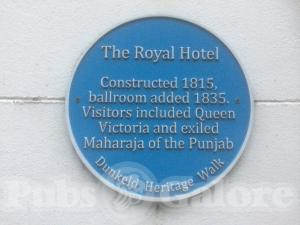 The Royal Hotel
Constructed 1815,
ballroom added 1835.
Visitors included Queen
Victoria and exiled
Maharaja of the Punjab
Dunkeld Heritage Walk
Pubs Galore